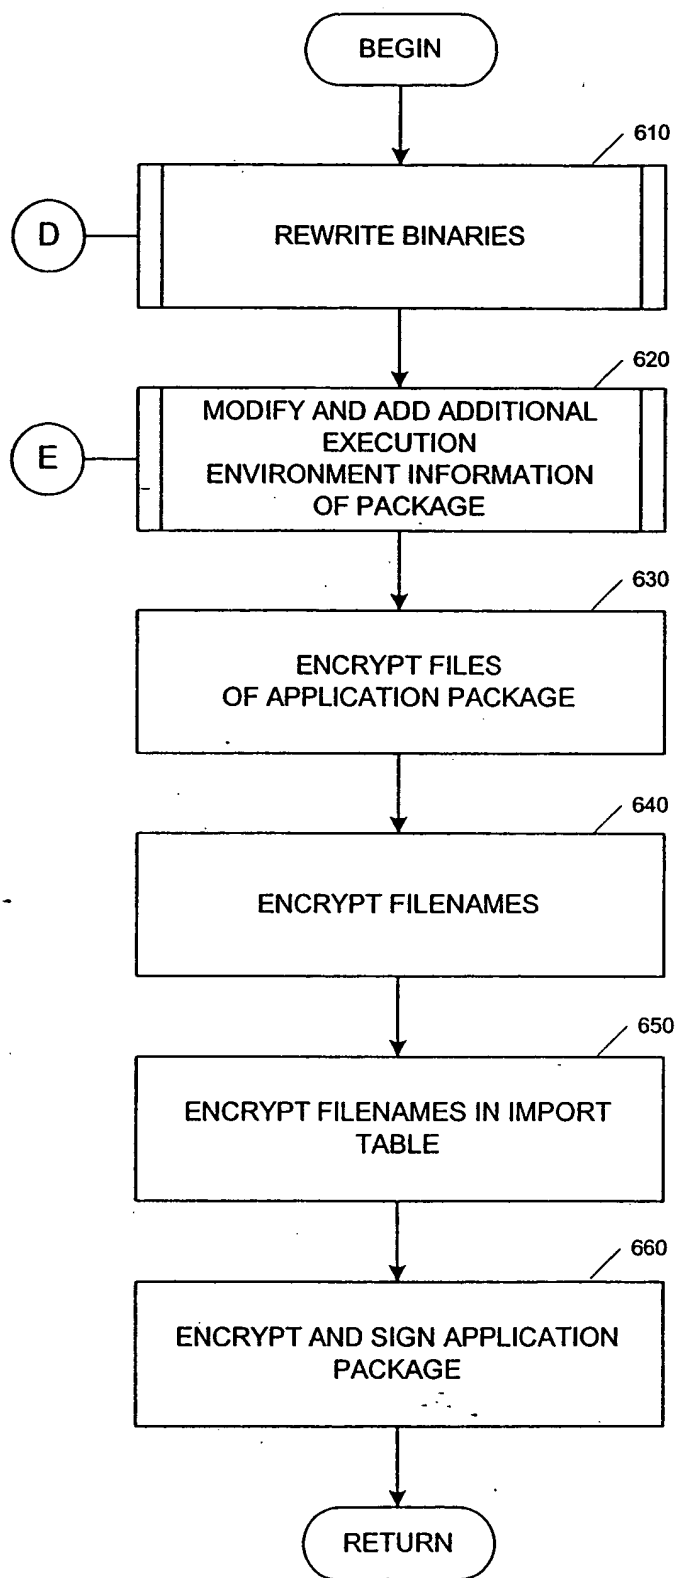 BEGIN
610
D
REWRITE BINARIES
620
E
MODIFY AND ADD ADDITIONAL
EXECUTION
ENVIRONMENT INFORMATION
OF PACKAGE
630
ENCRYPT FILES
OF APPLICATION PACKAGE
640
ENCRYPT FILENAMES
650
ENCRYPT FILENAMES IN IMPORT
TABLE
660
ENCRYPT AND SIGN APPLICATION
PACKAGE
RETURN